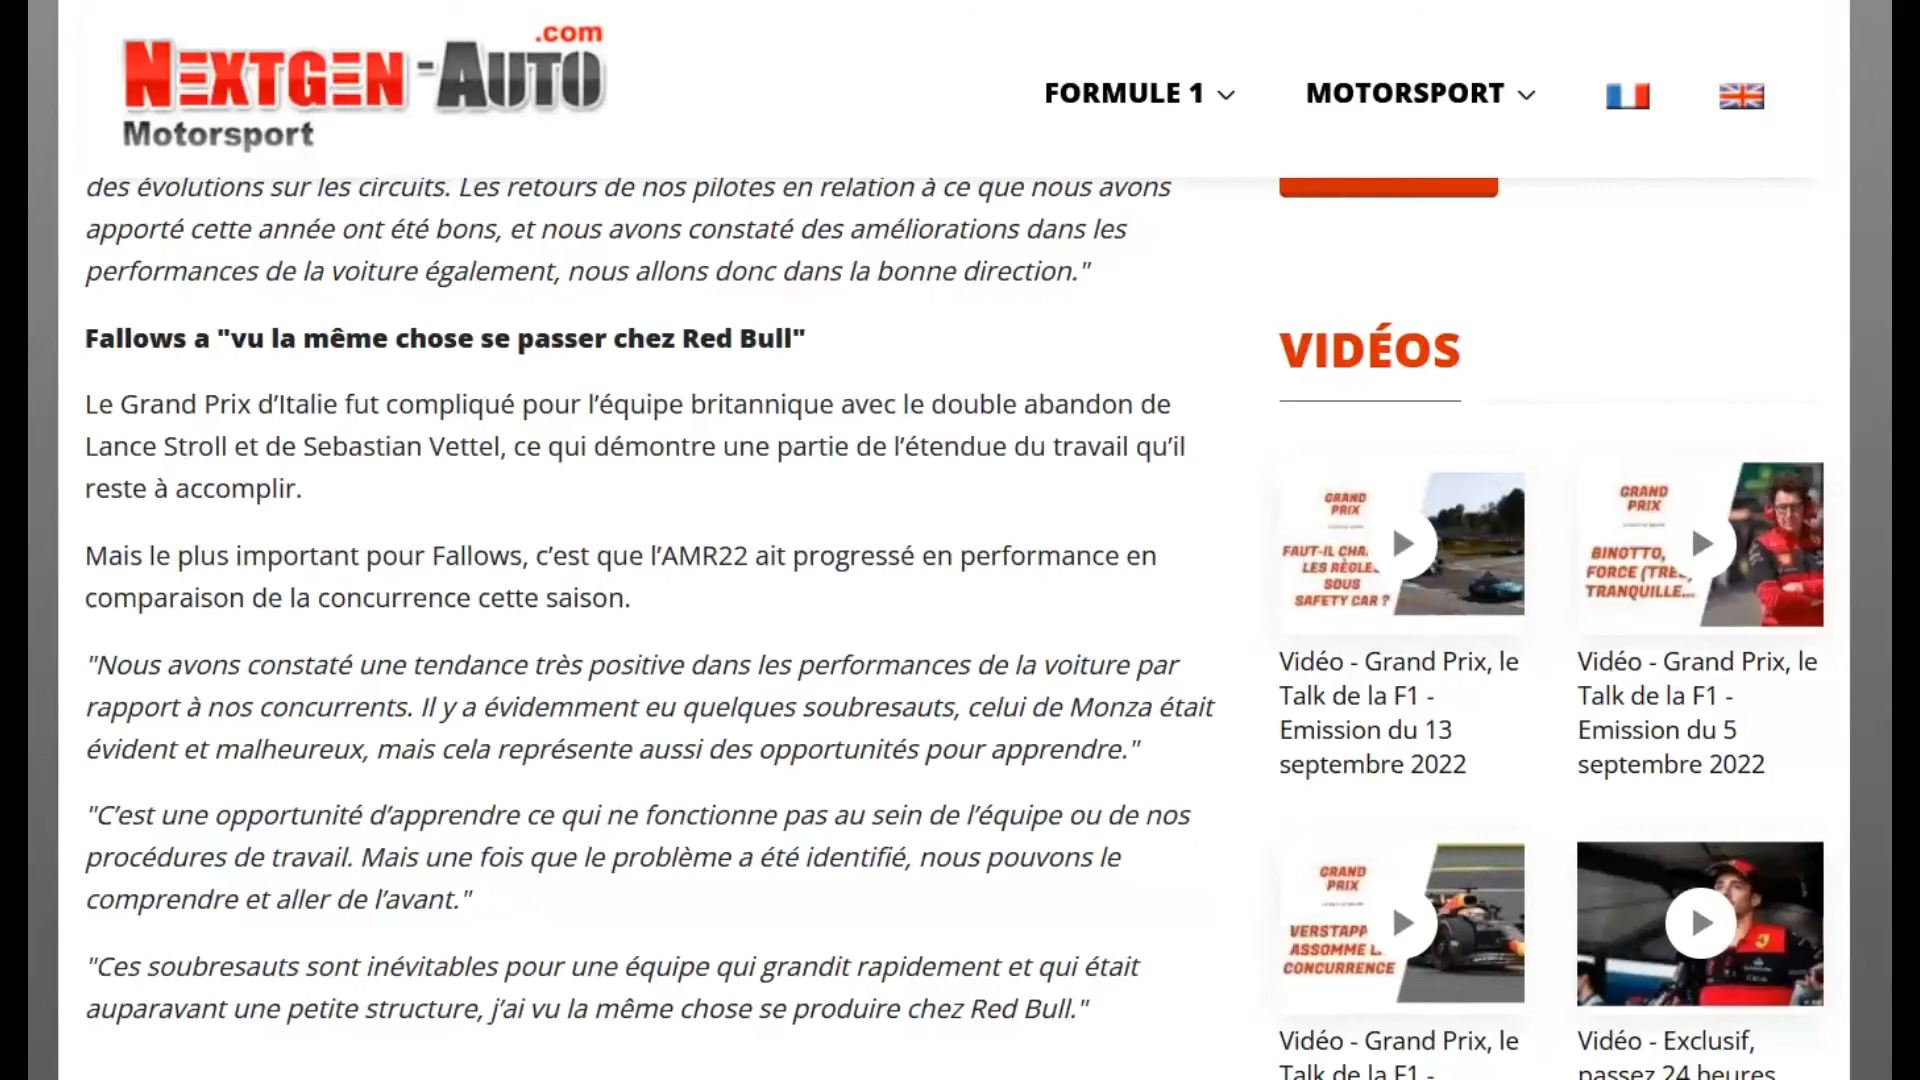 .com
NEXTGEN-AUTO
Motorsport
FORMULE 1
MOTORSPORT
des évolutions sur les circuits. Les retours de nos pilotes en relation à ce que nous avons
apporté cette année ont été bons, et nous avons constaté des améliorations dans les
performances de la voiture également, nous allons donc dans la bonne direction."
Fallows a "vu la même chose se passer chez Red Bull"
Le Grand Prix d’Italie fut compliqué pour l’équipe britannique avec le double abandon de
Lance Stroll et de Sebastian Vettel, ce qui démontre une partie de l’étendue du travail qu’il
reste à accomplir.
Mais le plus important pour Fallows, c’est que l’AMR22 ait progressé en performance en
comparaison de la concurrence cette saison.
"Nous avons constaté une tendance très positive dans les performances de la voiture par
rapport à nos concurrents. Il y a évidemment eu quelques soubresauts, celui de Monza était
évident et malheureux, mais cela représente aussi des opportunités pour apprendre."
"C’est une opportunité d’apprendre ce qui ne fonctionne pas au sein de l’équipe ou de nos
procédures de travail. Mais une fois que le problème a été identifié, nous pouvons le
comprendre et aller de l’avant."
"Ces soubresauts sont inévitables pour une équipe qui grandit rapidement et qui était
auparavant une petite structure, j’ai vu la même chose se produire chez Red Bull."
VIDÉOS
GRAND
PRIX
FAUT-IL CHA
LES RÈGLES
SOUS
SAFETY CAR ?
GRAND
PRIX
BINOTTO,
FORCE (TRÈS)
TRANQUILLE...
Vidéo - Grand Prix, le
Talk de la F1 -
Emission du 13
septembre 2022
Vidéo - Grand Prix, le
Talk de la F1 -
Emission du 5
septembre 2022
GRAND
PRIX
VERSTAPP
ASSOMME L
CONCURRENCE
Vidéo - Grand Prix, le
Talk de la F1 -
Vidéo - Exclusif,
passez 24 heures